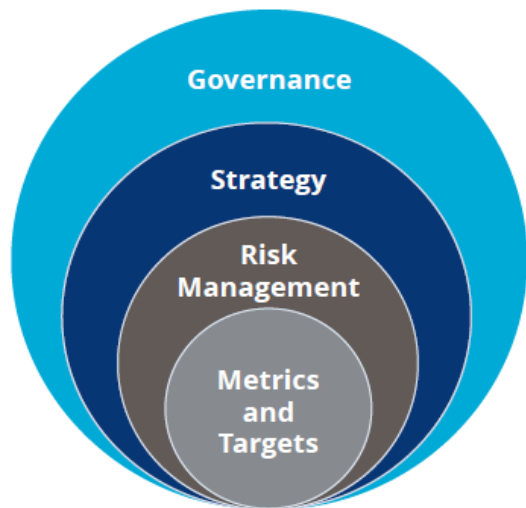 Governance
Strategy
Risk
Management
Metrics
and
Targets